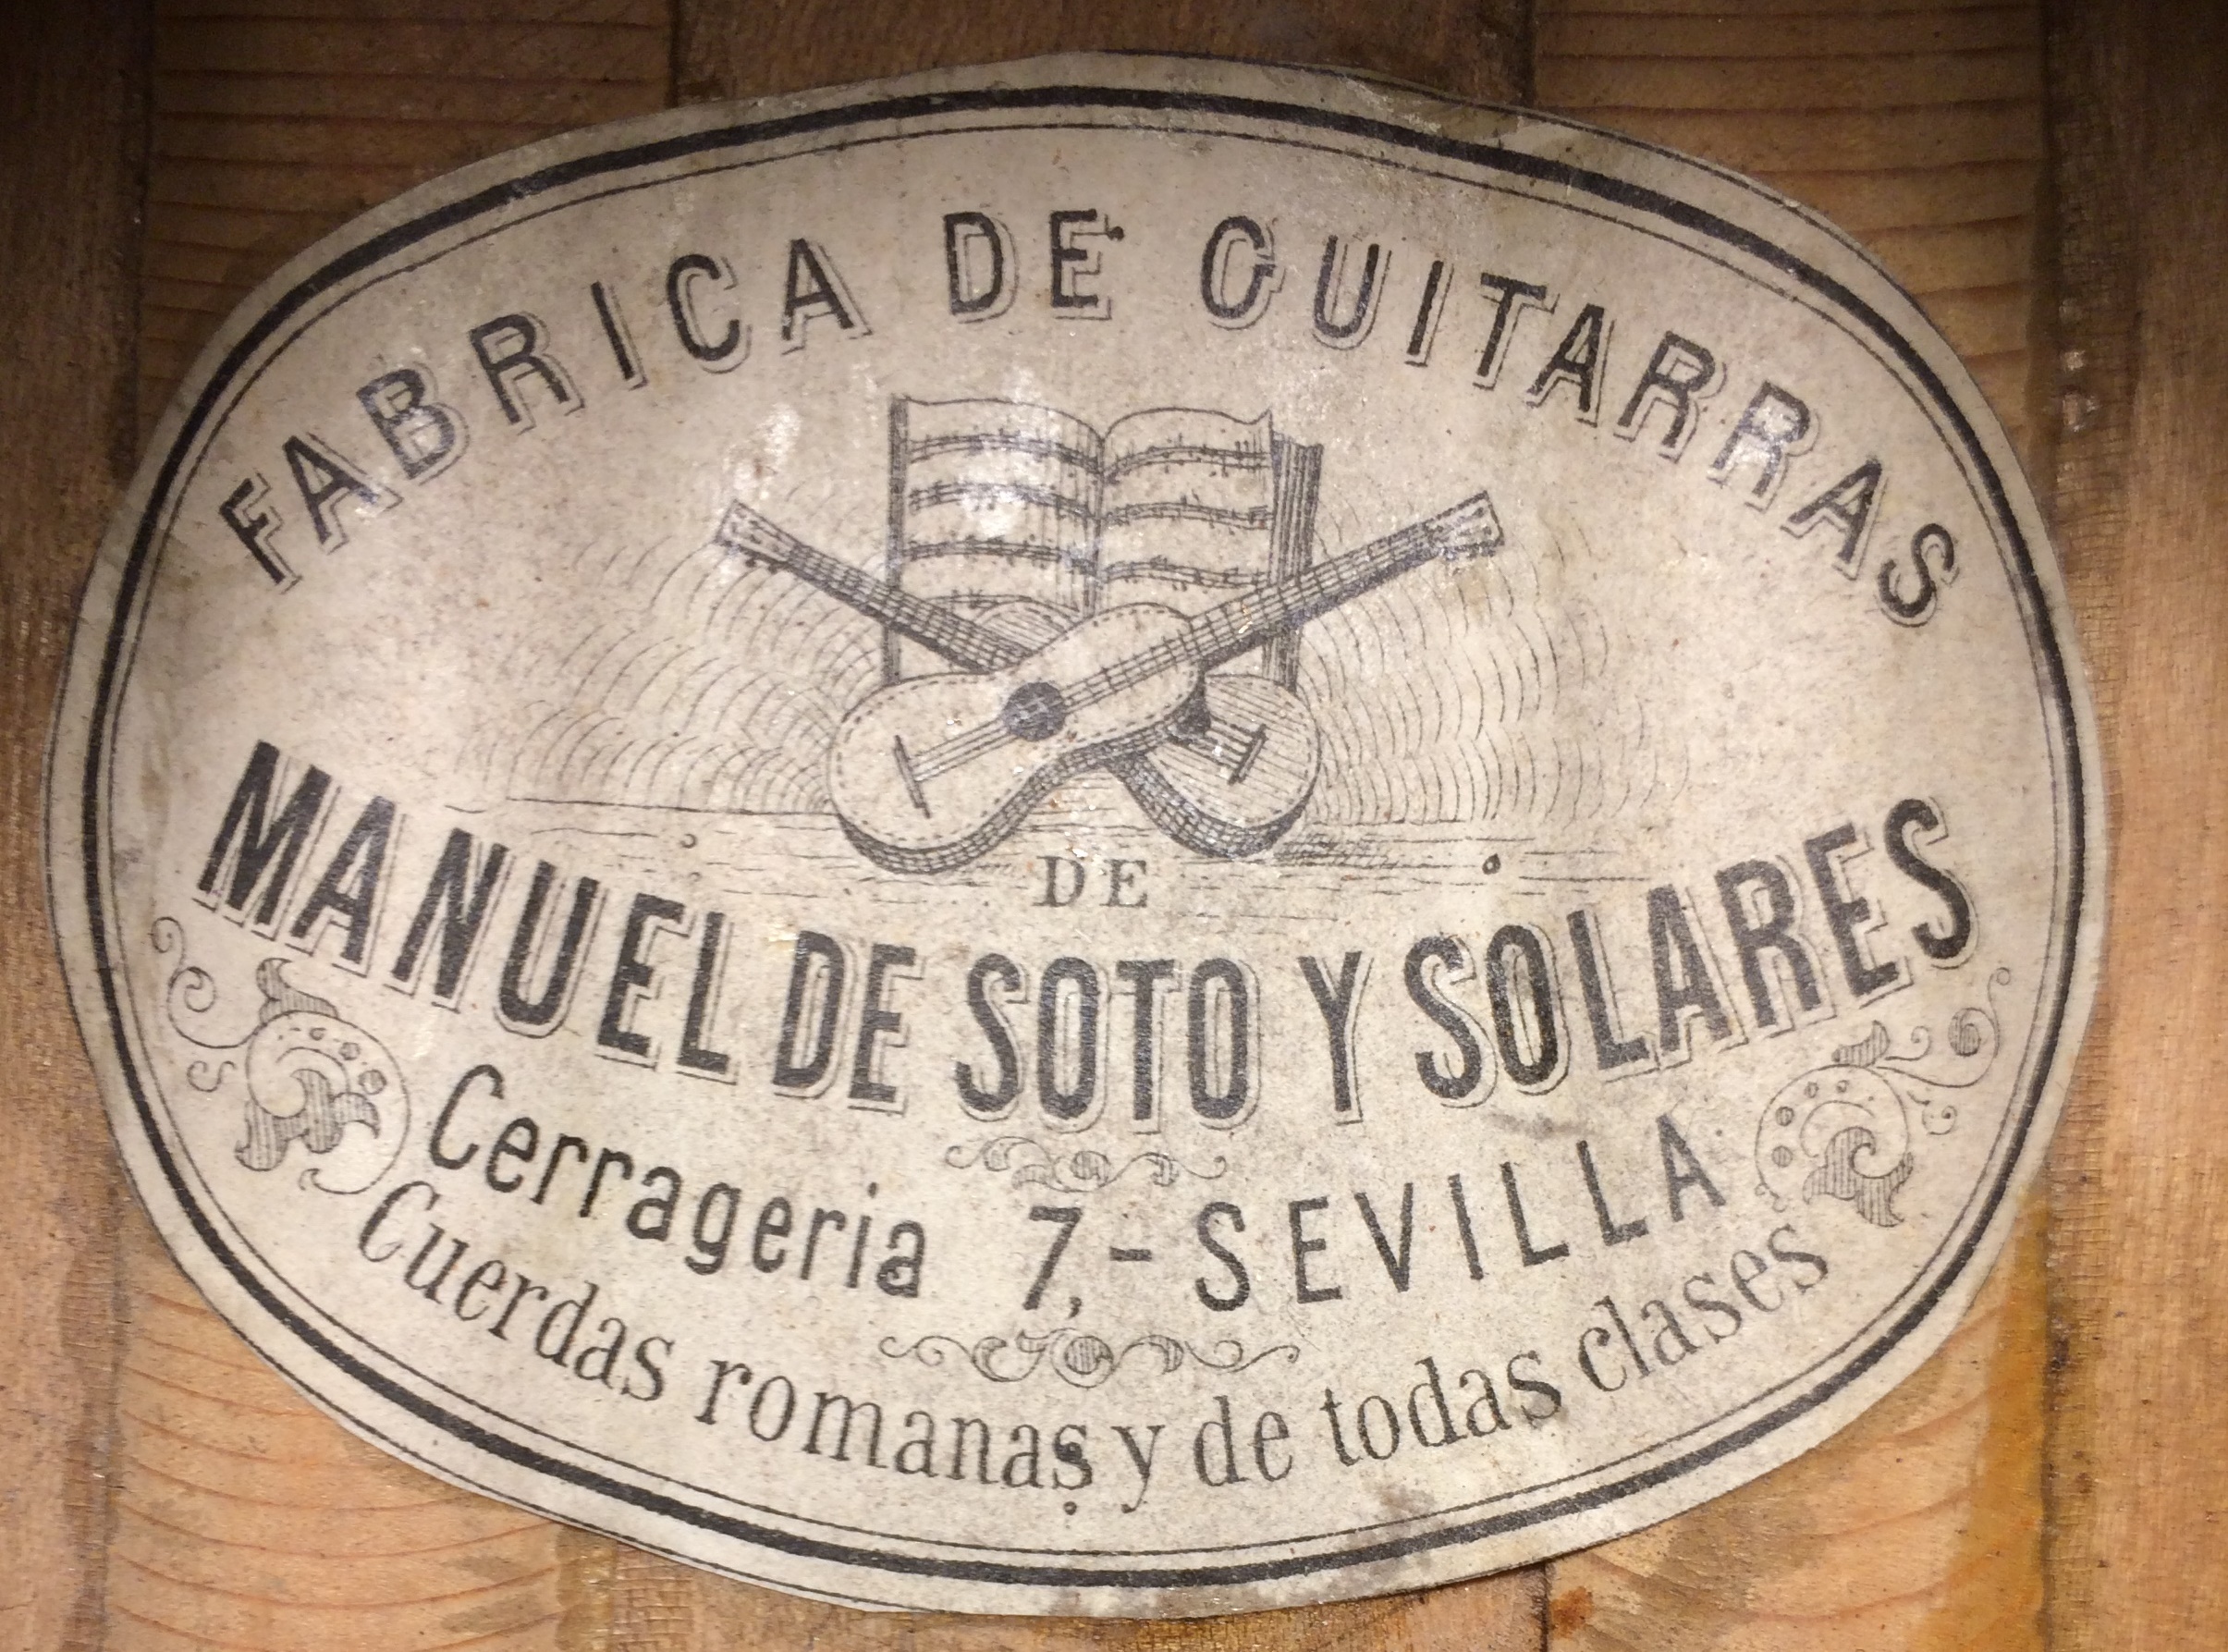 FABRICA DE GUITARRAS
DE
MANUEL DE SOTO Y SOLARES
Cerrageria 7,-SEVILLA
Cuerdas romanas y de todas clases